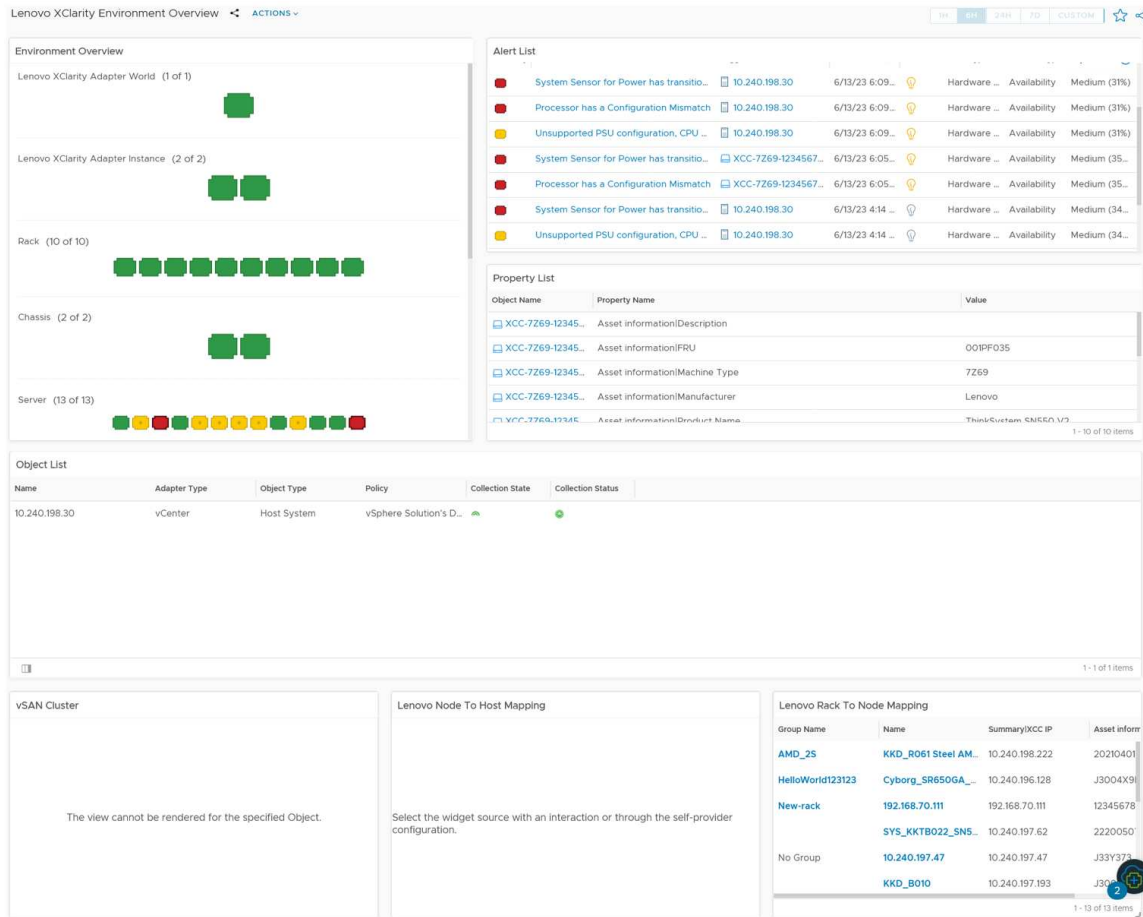 Lenovo XClarity Environment Overview ACTIONS
1H 6H 24H 7D CUSTOM
Environment Overview
Lenovo XClarity Adapter World (1 of 1)
Lenovo XClarity Adapter Instance (2 of 2)
Rack (10 of 10)
Chassis (2 of 2)
Server (13 of 13)
Alert List
System Sensor for Power has transitio... 10.240.198.30 6/13/23 6:09... Hardware ... Availability Medium (31%)
Processor has a Configuration Mismatch 10.240.198.30 6/13/23 6:09... Hardware ... Availability Medium (31%)
Unsupported PSU configuration, CPU ... 10.240.198.30 6/13/23 6:09... Hardware ... Availability Medium (31%)
System Sensor for Power has transitio... XCC-7Z69-1234567... 6/13/23 6:05... Hardware ... Availability Medium (35...
Processor has a Configuration Mismatch XCC-7Z69-1234567... 6/13/23 6:05... Hardware ... Availability Medium (35...
System Sensor for Power has transitio... 10.240.198.30 6/13/23 4:14 ... Hardware ... Availability Medium (34...
Unsupported PSU configuration, CPU ... 10.240.198.30 6/13/23 4:14 ... Hardware ... Availability Medium (34...
Property List
Object Name Property Name Value
XCC-7Z69-12345... Asset information|Description
XCC-7Z69-12345... Asset information|FRU 001PF035
XCC-7Z69-12345... Asset information|Machine Type 7Z69
XCC-7Z69-12345... Asset information|Manufacturer Lenovo
XCC-7Z69-12345... Asset information|Product Name ThinkSystem SN550 V2
1 - 10 of 10 items
Object List
Name Adapter Type Object Type Policy Collection State Collection Status
10.240.198.30 vCenter Host System vSphere Solution's D...
1 - 1 of 1 items
vSAN Cluster
The view cannot be rendered for the specified Object.
Lenovo Node To Host Mapping
Select the widget source with an interaction or through the self-provider
configuration.
Lenovo Rack To Node Mapping
Group Name Name Summary|XCC IP Asset inform
AMD_2S KKD_R061 Steel AM... 10.240.198.222 20210401
HelloWorld123123 Cyborg_SR650GA_... 10.240.196.128 J3004X9
New-rack 192.168.70.111 192.168.70.111 12345678
SYS_KKTB022_SN5... 10.240.197.62 2220050
No Group 10.240.197.47 10.240.197.47 J33Y373
KKD_B010 10.240.197.193
2
1 - 13 of 13 items